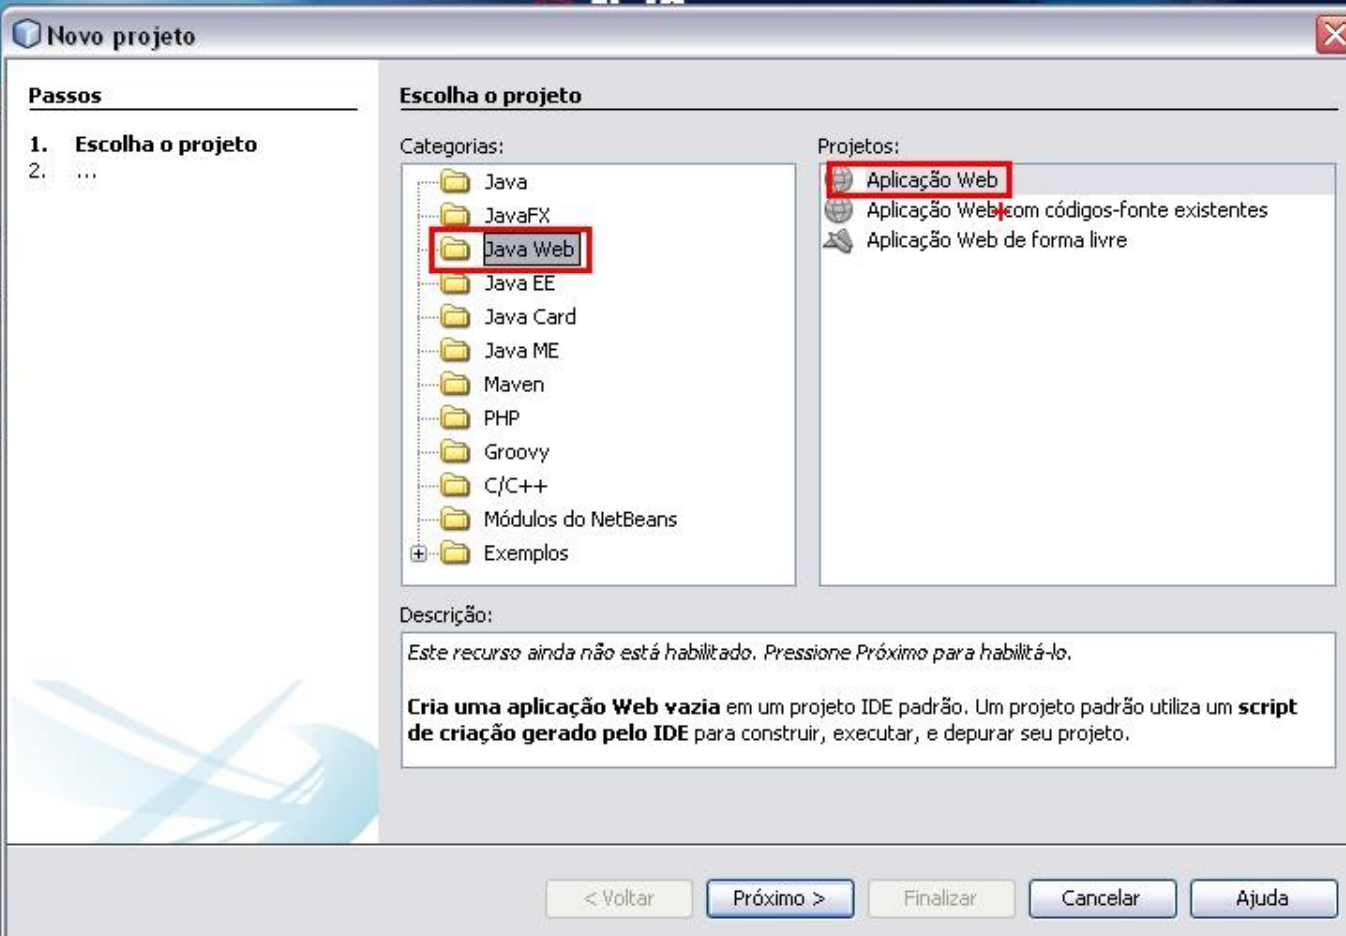 Novo projeto
Passos
1. Escolha o projeto
2. ...
Escolha o projeto
Categorias:
Java
JavaFX
Java Web
Java EE
Java Card
Java ME
Maven
PHP
Groovy
C/C++
Módulos do NetBeans
Exemplos
Projetos:
Aplicação Web
Aplicação Web com códigos-fonte existentes
Aplicação Web de forma livre
Descrição:
Este recurso ainda não está habilitado. Pressione Próximo para habilitá-lo.
Cria uma aplicação Web vazia em um projeto IDE padrão. Um projeto padrão utiliza um script
de criação gerado pelo IDE para construir, executar, e depurar seu projeto.
< Voltar
Próximo >
Finalizar
Cancelar
Ajuda